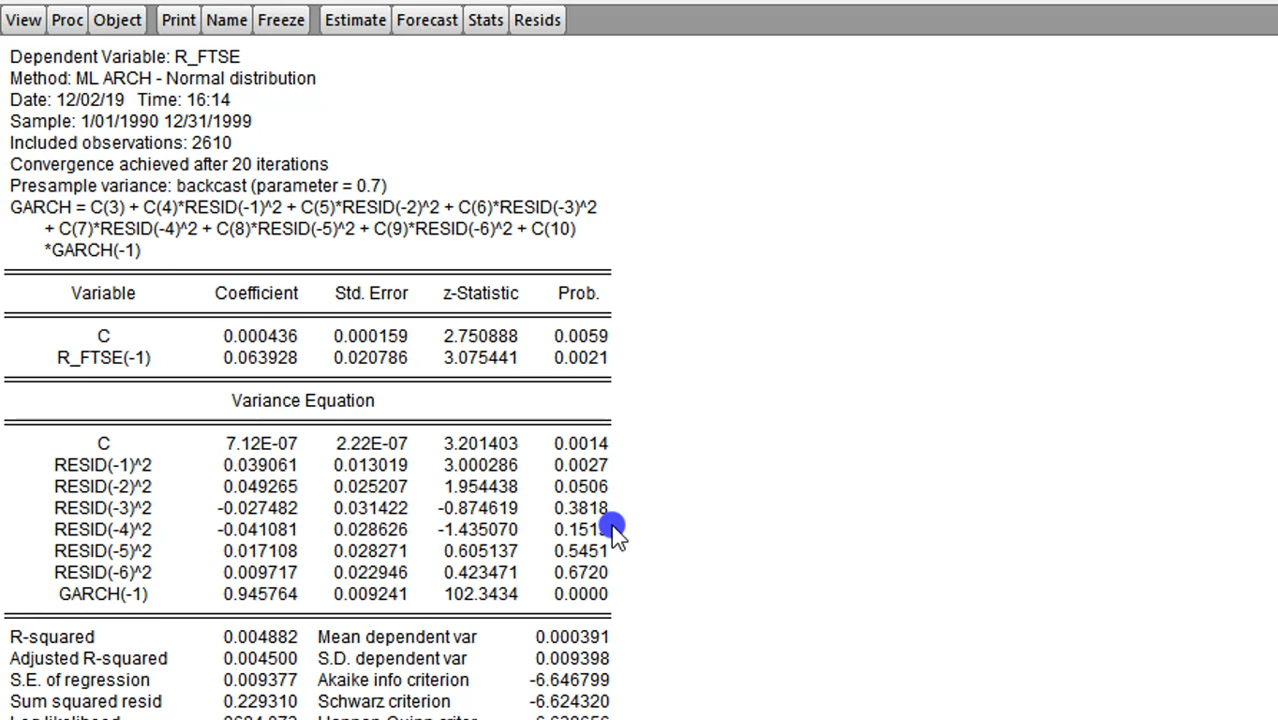 View Proc Object Print Name Freeze Estimate Forecast Stats Resids
Dependent Variable: R_FTSE
Method: ML ARCH - Normal distribution
Date: 12/02/19 Time: 16:14
Sample: 1/01/1990 12/31/1999
Included observations: 2610
Convergence achieved after 20 iterations
Presample variance: backcast (parameter = 0.7)
GARCH = C(3) + C(4)*RESID(-1)^2 + C(5)*RESID(-2)^2 + C(6)*RESID(-3)^2
+ C(7)*RESID(-4)^2 + C(8)*RESID(-5)^2 + C(9)*RESID(-6)^2 + C(10)
*GARCH(-1)
Variable Coefficient Std. Error z-Statistic Prob.
C 0.000436 0.000159 2.750888 0.0059
R_FTSE(-1) 0.063928 0.020786 3.075441 0.0021
Variance Equation
C 7.12E-07 2.22E-07 3.201403 0.0014
RESID(-1)^2 0.039061 0.013019 3.000286 0.0027
RESID(-2)^2 0.049265 0.025207 1.954438 0.0506
RESID(-3)^2 -0.027482 0.031422 -0.874619 0.3818
RESID(-4)^2 -0.041081 0.028626 -1.435070
RESID(-5)^2 0.017108 0.028271 0.605137 0.5451
RESID(-6)^2 0.009717 0.022946 0.423471 0.6720
GARCH(-1) 0.945764 0.009241 102.3434 0.0000
R-squared 0.004882 Mean dependent var 0.000391
Adjusted R-squared 0.004500 S.D. dependent var 0.009398
S.E. of regression 0.009377 Akaike info criterion -6.646799
Sum squared resid 0.229310 Schwarz criterion -6.624320